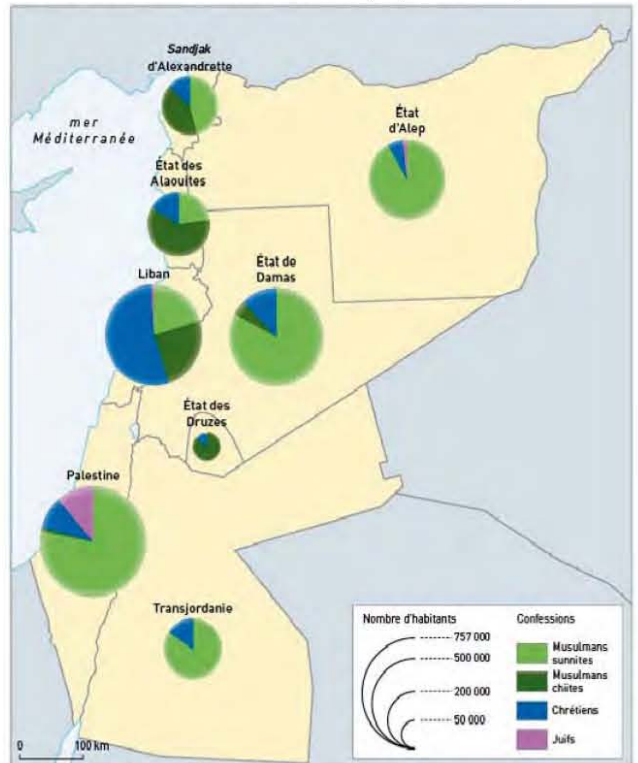 Sandjak
d'Alexandrette
mer
Méditerranée
État
d'Alep
État des
Alaouites
Liban
État de
Damas
État des
Druzes
Palestine
Transjordanie
Nombre d'habitants
757 000
500 000
200 000
50 000
Confessions
Musulmans
sunnites
Musulmans
chiites
Chrétiens
Juifs
0 100 km